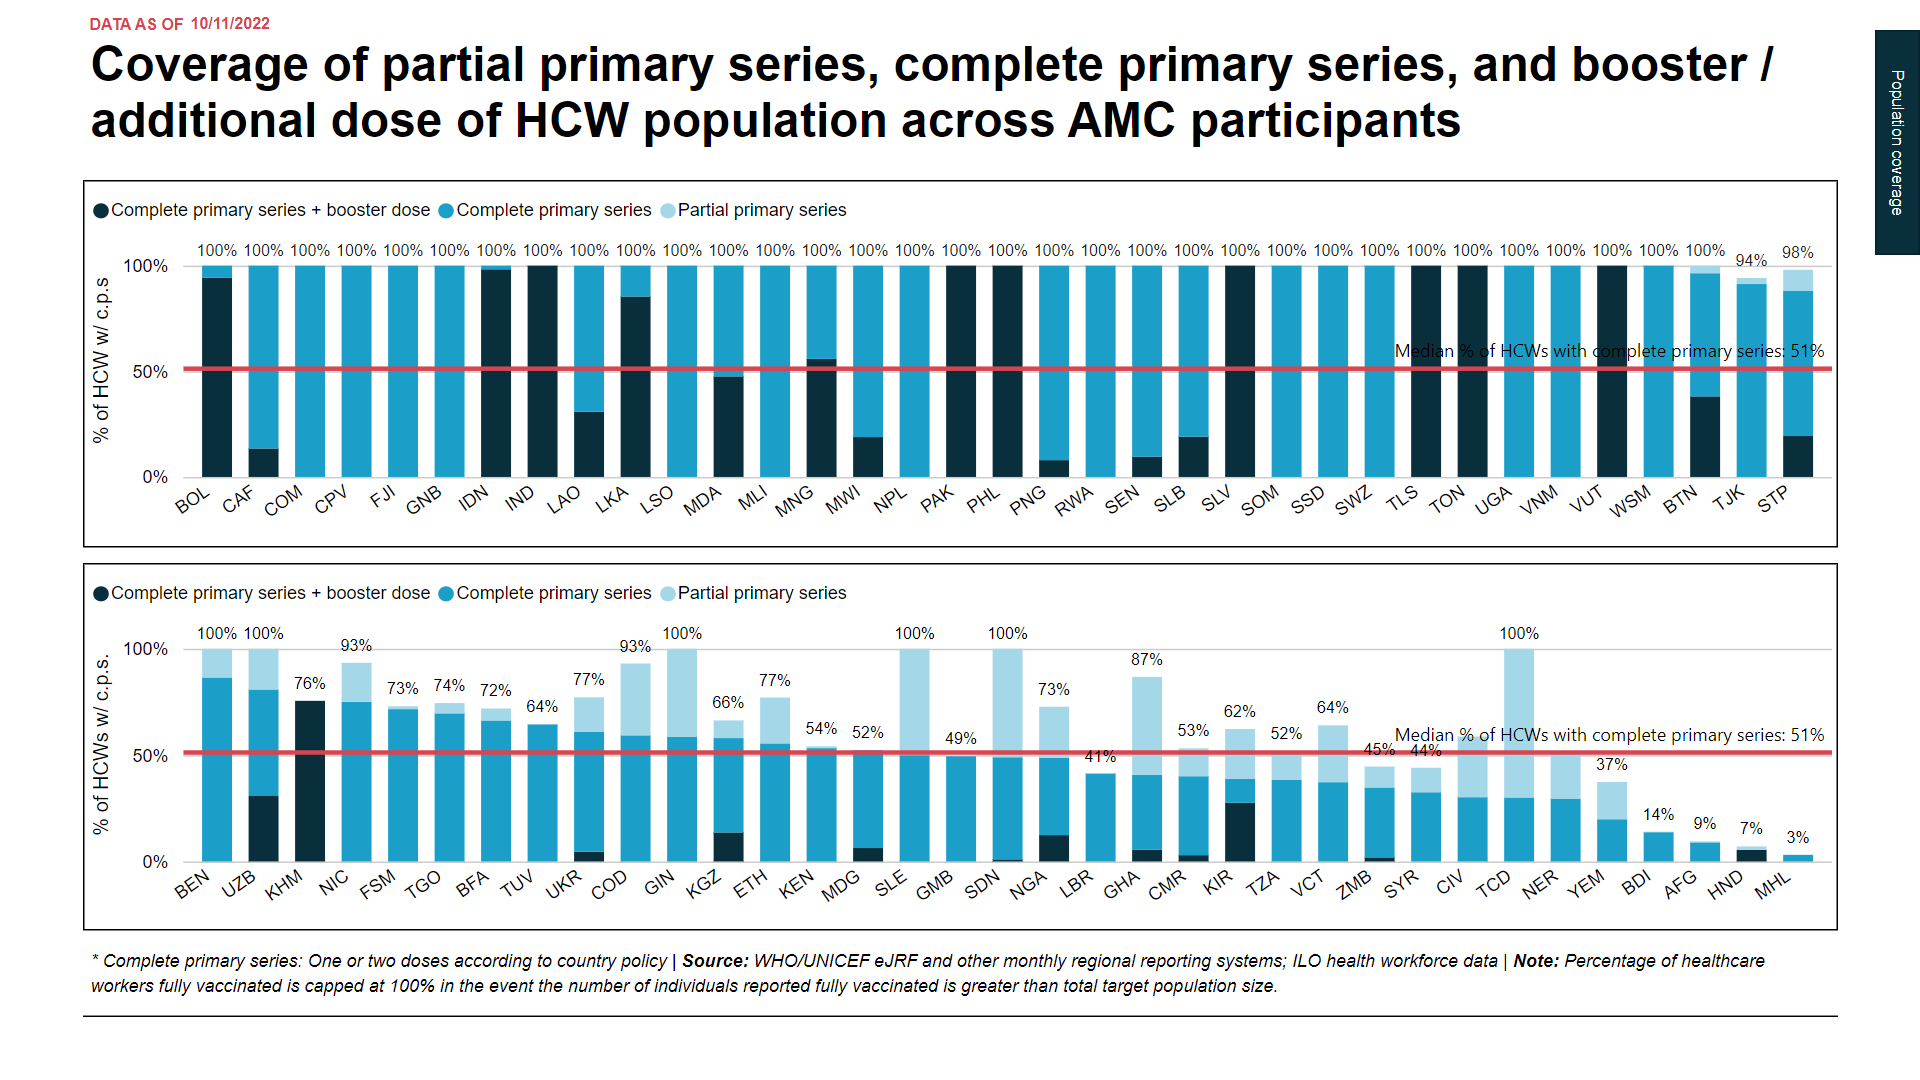 DATA AS OF 10/11/2022
Coverage of partial primary series, complete primary series, and booster /
additional dose of HCW population across AMC participants
Population coverage
Complete primary series + booster dose Complete primary series Partial primary series
100% 100% 100% 100% 100% 100% 100% 100% 100% 100% 100% 100% 100% 100% 100% 100% 100% 100% 100% 100% 100% 100% 100% 100% 100% 100% 100% 100% 100% 100% 100% 100% 100% 94% 98%
100%
50%
0%
% of HCW w/ c.p.s
Median % of HCWs with complete primary series: 51%
BOL CAF COM CPV FJI GNB IDN IND LAO LKA LSO MDA MLI MNG MWI NPL PAK PHL PNG RWA SEN SLB SLV SOM SSD SWZ TLS TON UGA VNM VUT WSM BTN TJK STP
Complete primary series + booster dose Complete primary series Partial primary series
100% 100% 76% 93% 73% 74% 72% 64% 77% 93% 100% 66% 77% 54% 52% 100% 49% 100% 73% 41% 87% 53% 62% 52% 64% 45% 44% 100% 37% 14% 9% 7% 3%
100%
50%
0%
% of HCWs w/ c.p.s.
Median % of HCWs with complete primary series: 51%
BEN UZB KHM NIC FSM TGO BFA TUV UKR COD GIN KGZ ETH KEN MDG SLE GMB SDN NGA LBR GHA CMR KIR TZA VCT ZMB SYR CIV TCD NER YEM BDI AFG HND MHL
* Complete primary series: One or two doses according to country policy | Source: WHO/UNICEF eJRF and other monthly regional reporting systems; ILO health workforce data | Note: Percentage of healthcare
workers fully vaccinated is capped at 100% in the event the number of individuals reported fully vaccinated is greater than total target population size.